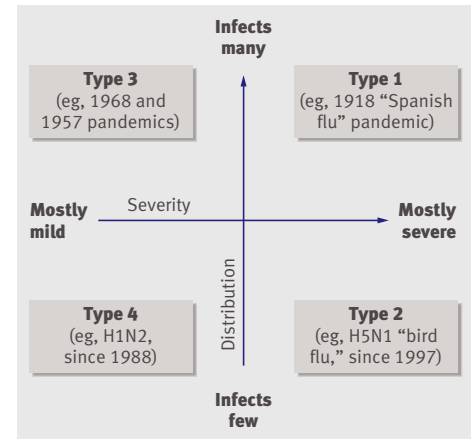 Infects
many
Type 3
(eg, 1968 and
1957 pandemics)
Type 1
(eg, 1918 “Spanish
flu” pandemic)
Mostly
mild
Severity
Mostly
severe
Distribution
Type 4
(eg, H1N2,
since 1988)
Type 2
(eg, H5N1 “bird
flu,” since 1997)
Infects
few